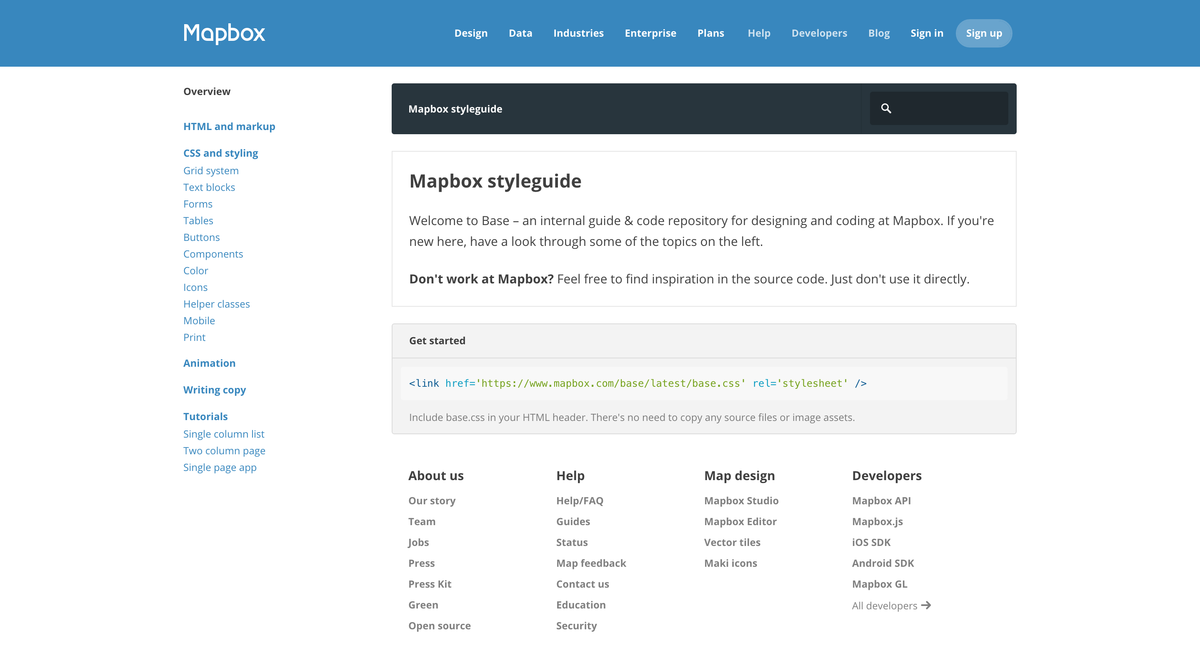 Mapbox
Design Data Industries Enterprise Plans Help Developers Blog Sign in Sign up
Overview
HTML and markup
CSS and styling
Grid system
Text blocks
Forms
Tables
Buttons
Components
Color
Icons
Helper classes
Mobile
Print
Animation
Writing copy
Tutorials
Single column list
Two column page
Single page app
Mapbox styleguide
Mapbox styleguide
Welcome to Base – an internal guide & code repository for designing and coding at Mapbox. If you're
new here, have a look through some of the topics on the left.
Don't work at Mapbox? Feel free to find inspiration in the source code. Just don't use it directly.
Get started
<link href='https://www.mapbox.com/base/latest/base.css' rel='stylesheet' />
Include base.css in your HTML header. There's no need to copy any source files or image assets.
About us
Our story
Team
Jobs
Press
Press Kit
Green
Open source
Help
Help/FAQ
Guides
Status
Map feedback
Contact us
Education
Security
Map design
Mapbox Studio
Mapbox Editor
Vector tiles
Maki icons
Developers
Mapbox API
Mapbox.js
iOS SDK
Android SDK
Mapbox GL
All developers